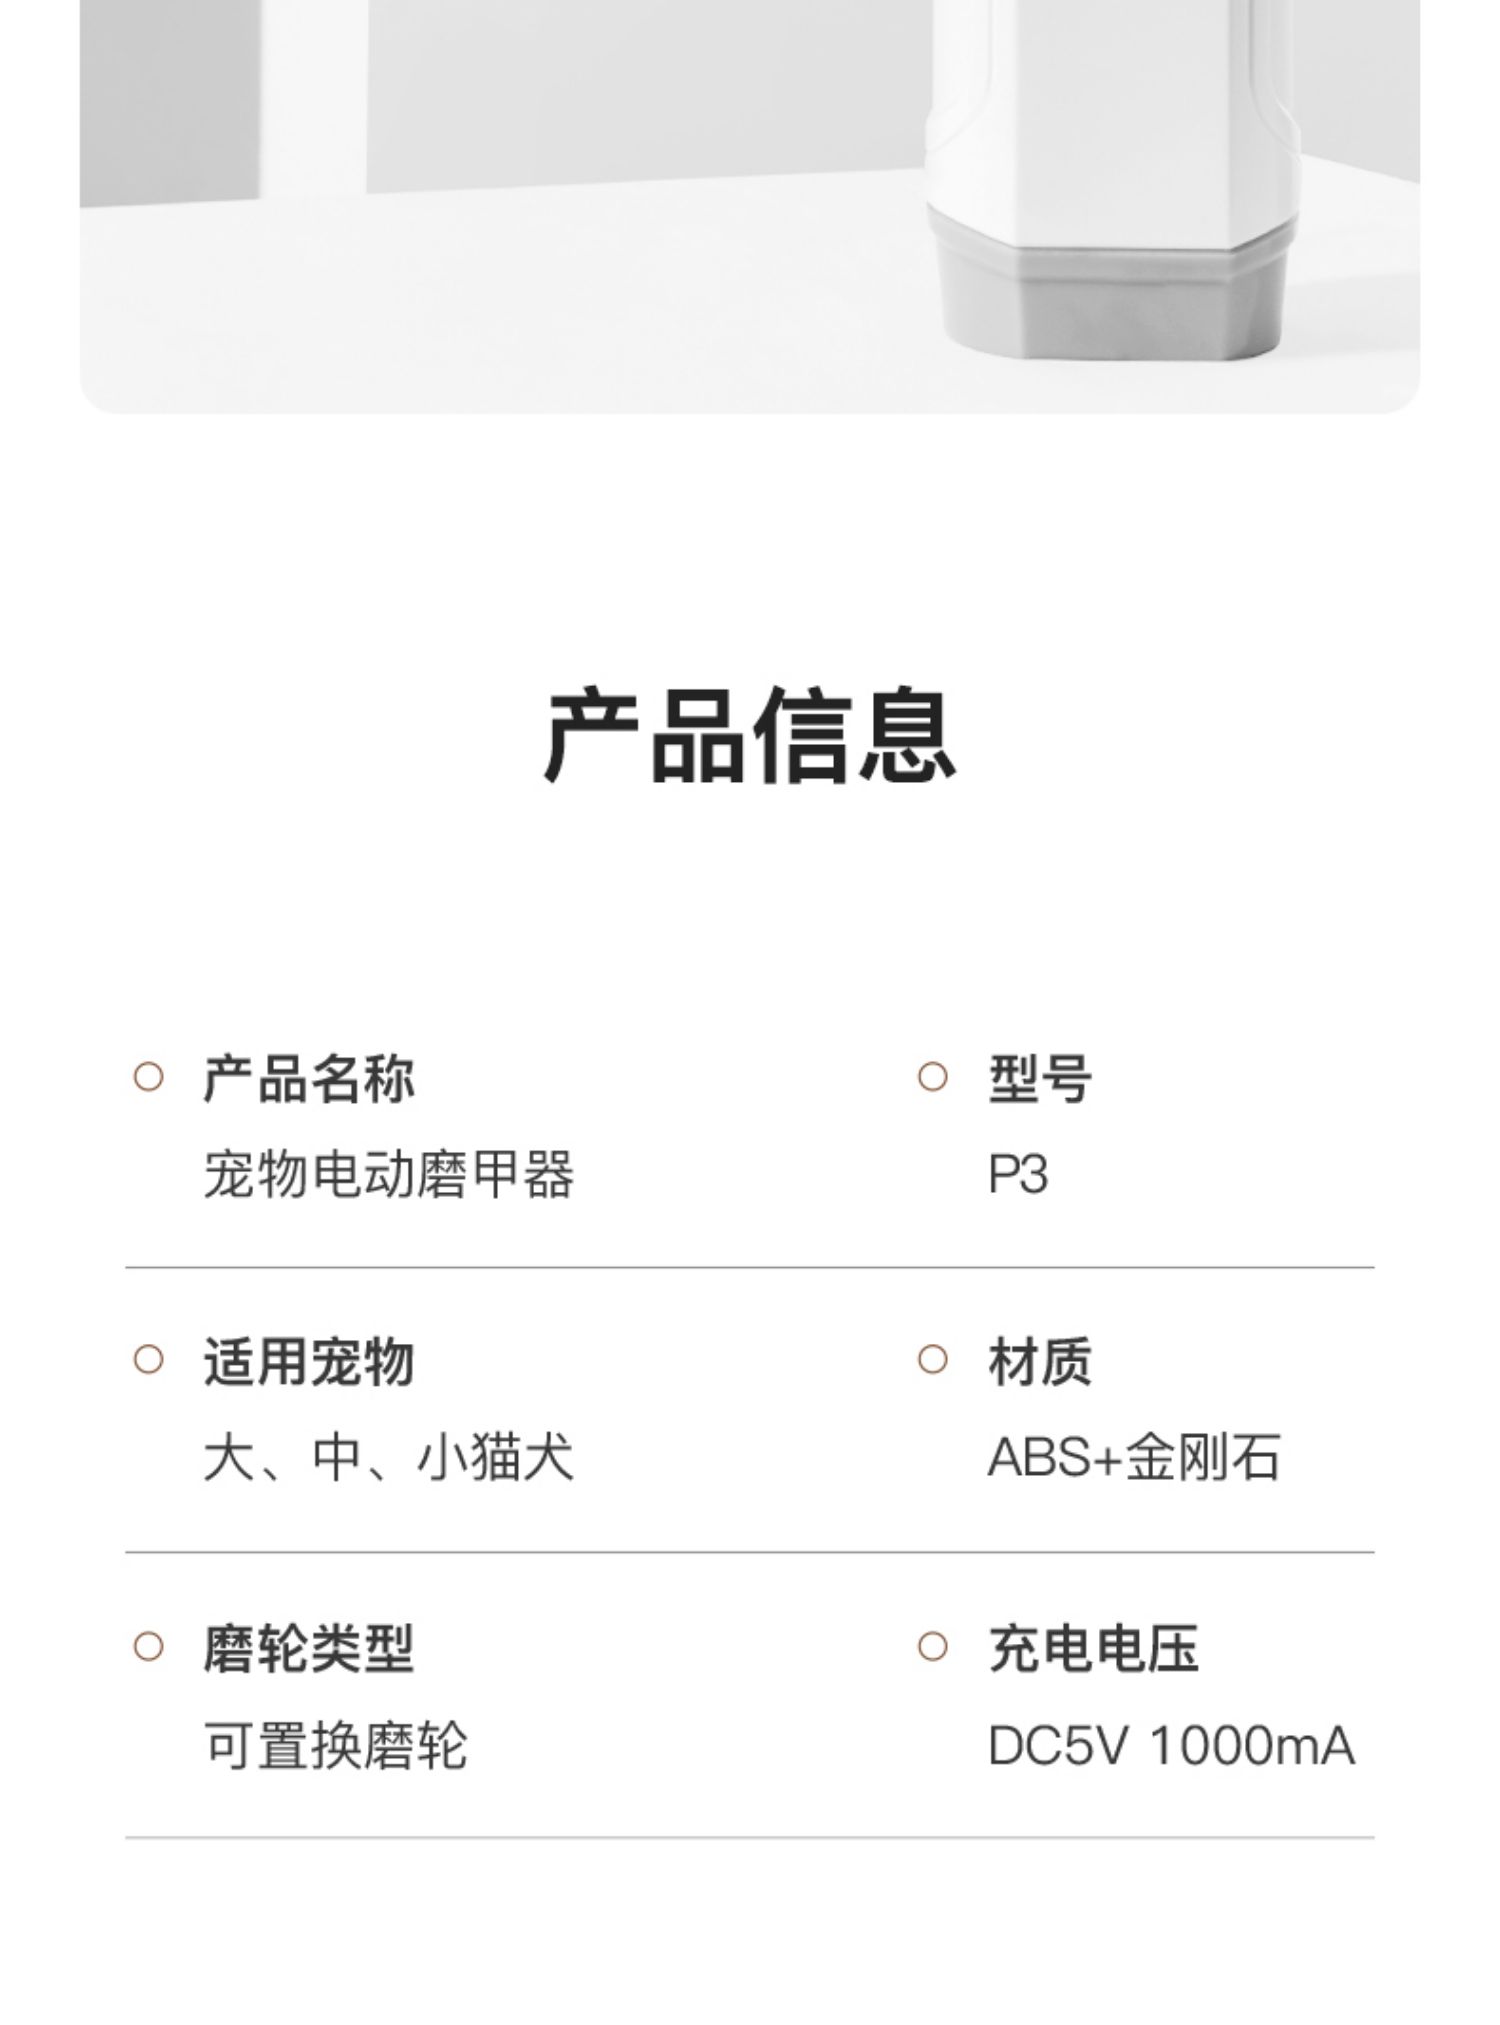 产品信息
产品名称
型号
宠物电动磨甲器
P3
适用宠物
材质
大、中、小猫犬
ABS+金刚石
磨轮类型
充电电压
可置换磨轮
DC5V 1000mA